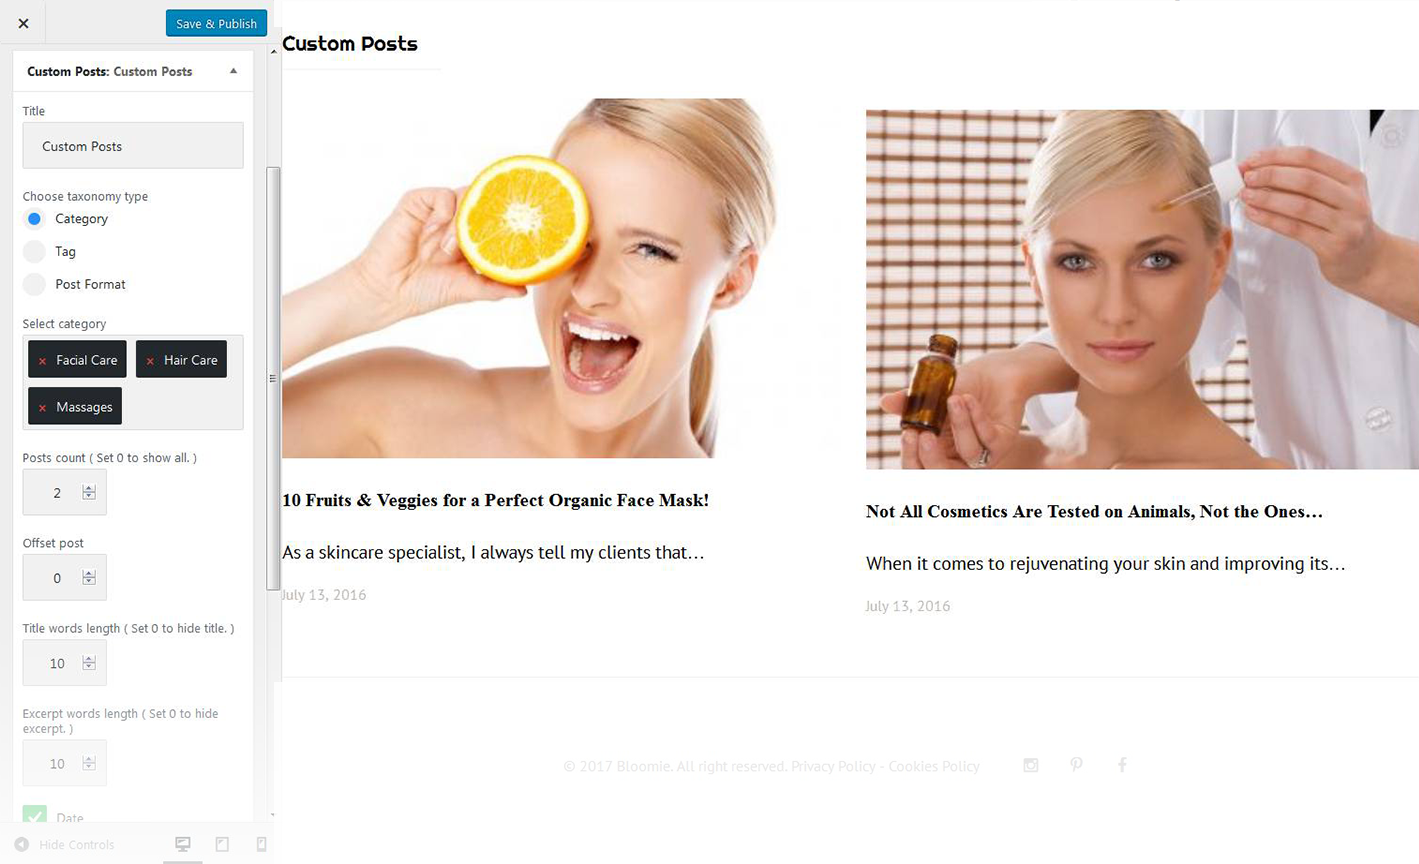 Save & Publish
Custom Posts: Custom Posts
Title
Custom Posts
Choose taxonomy type
Category
Tag
Post Format
Select category
× Facial Care × Hair Care
× Massages
Posts count ( Set 0 to show all. )
2
Offset post
0
Title words length ( Set 0 to hide title. )
10
Excerpt words length ( Set 0 to hide
excerpt. )
10
Date
Hide Controls
Custom Posts
10 Fruits & Veggies for a Perfect Organic Face Mask!
As a skincare specialist, I always tell my clients that...
July 13, 2016
Not All Cosmetics Are Tested on Animals, Not the Ones...
When it comes to rejuvenating your skin and improving its...
July 13, 2016
© 2017 Bloomie. All right reserved. Privacy Policy - Cookies Policy